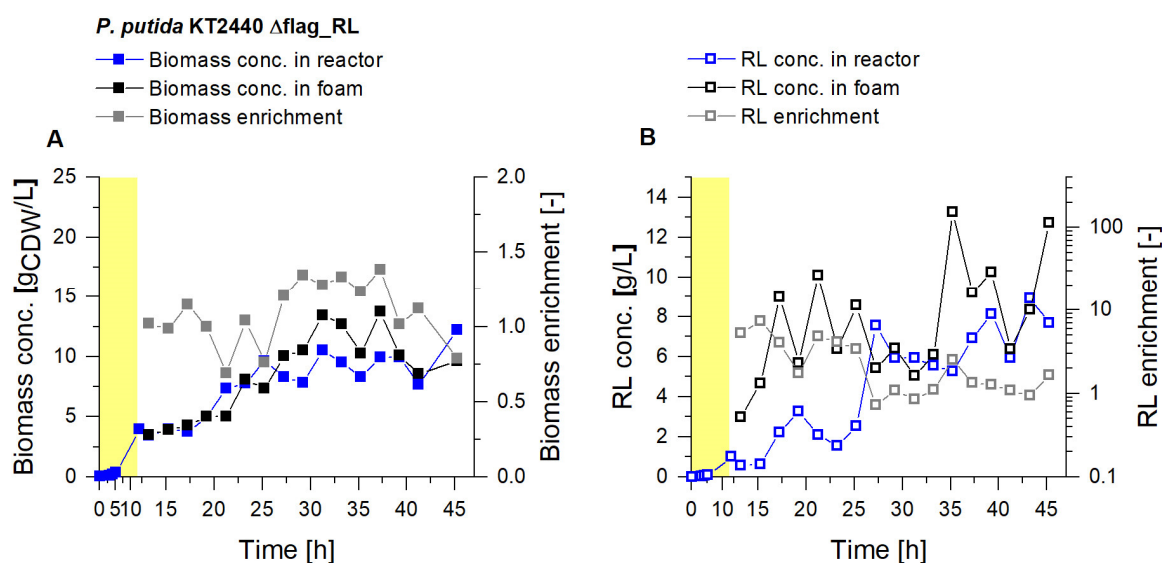 P. putida KT2440 Δflag_RL
Biomass conc. in reactor
Biomass conc. in foam
Biomass enrichment
A
Biomass conc. [gCDW/L]
25
20
15
10
5
0
2.0
1.5
1.0
0.5
0.0
Biomass enrichment [-]
0 5 10 15 20 25 30 35 40 45
Time [h]
RL conc. in reactor
RL conc. in foam
RL enrichment
B
RL conc. [g/L]
14
12
10
8
6
4
2
0
100
10
1
0.1
RL enrichment [-]
0 5 10 15 20 25 30 35 40 45
Time [h]